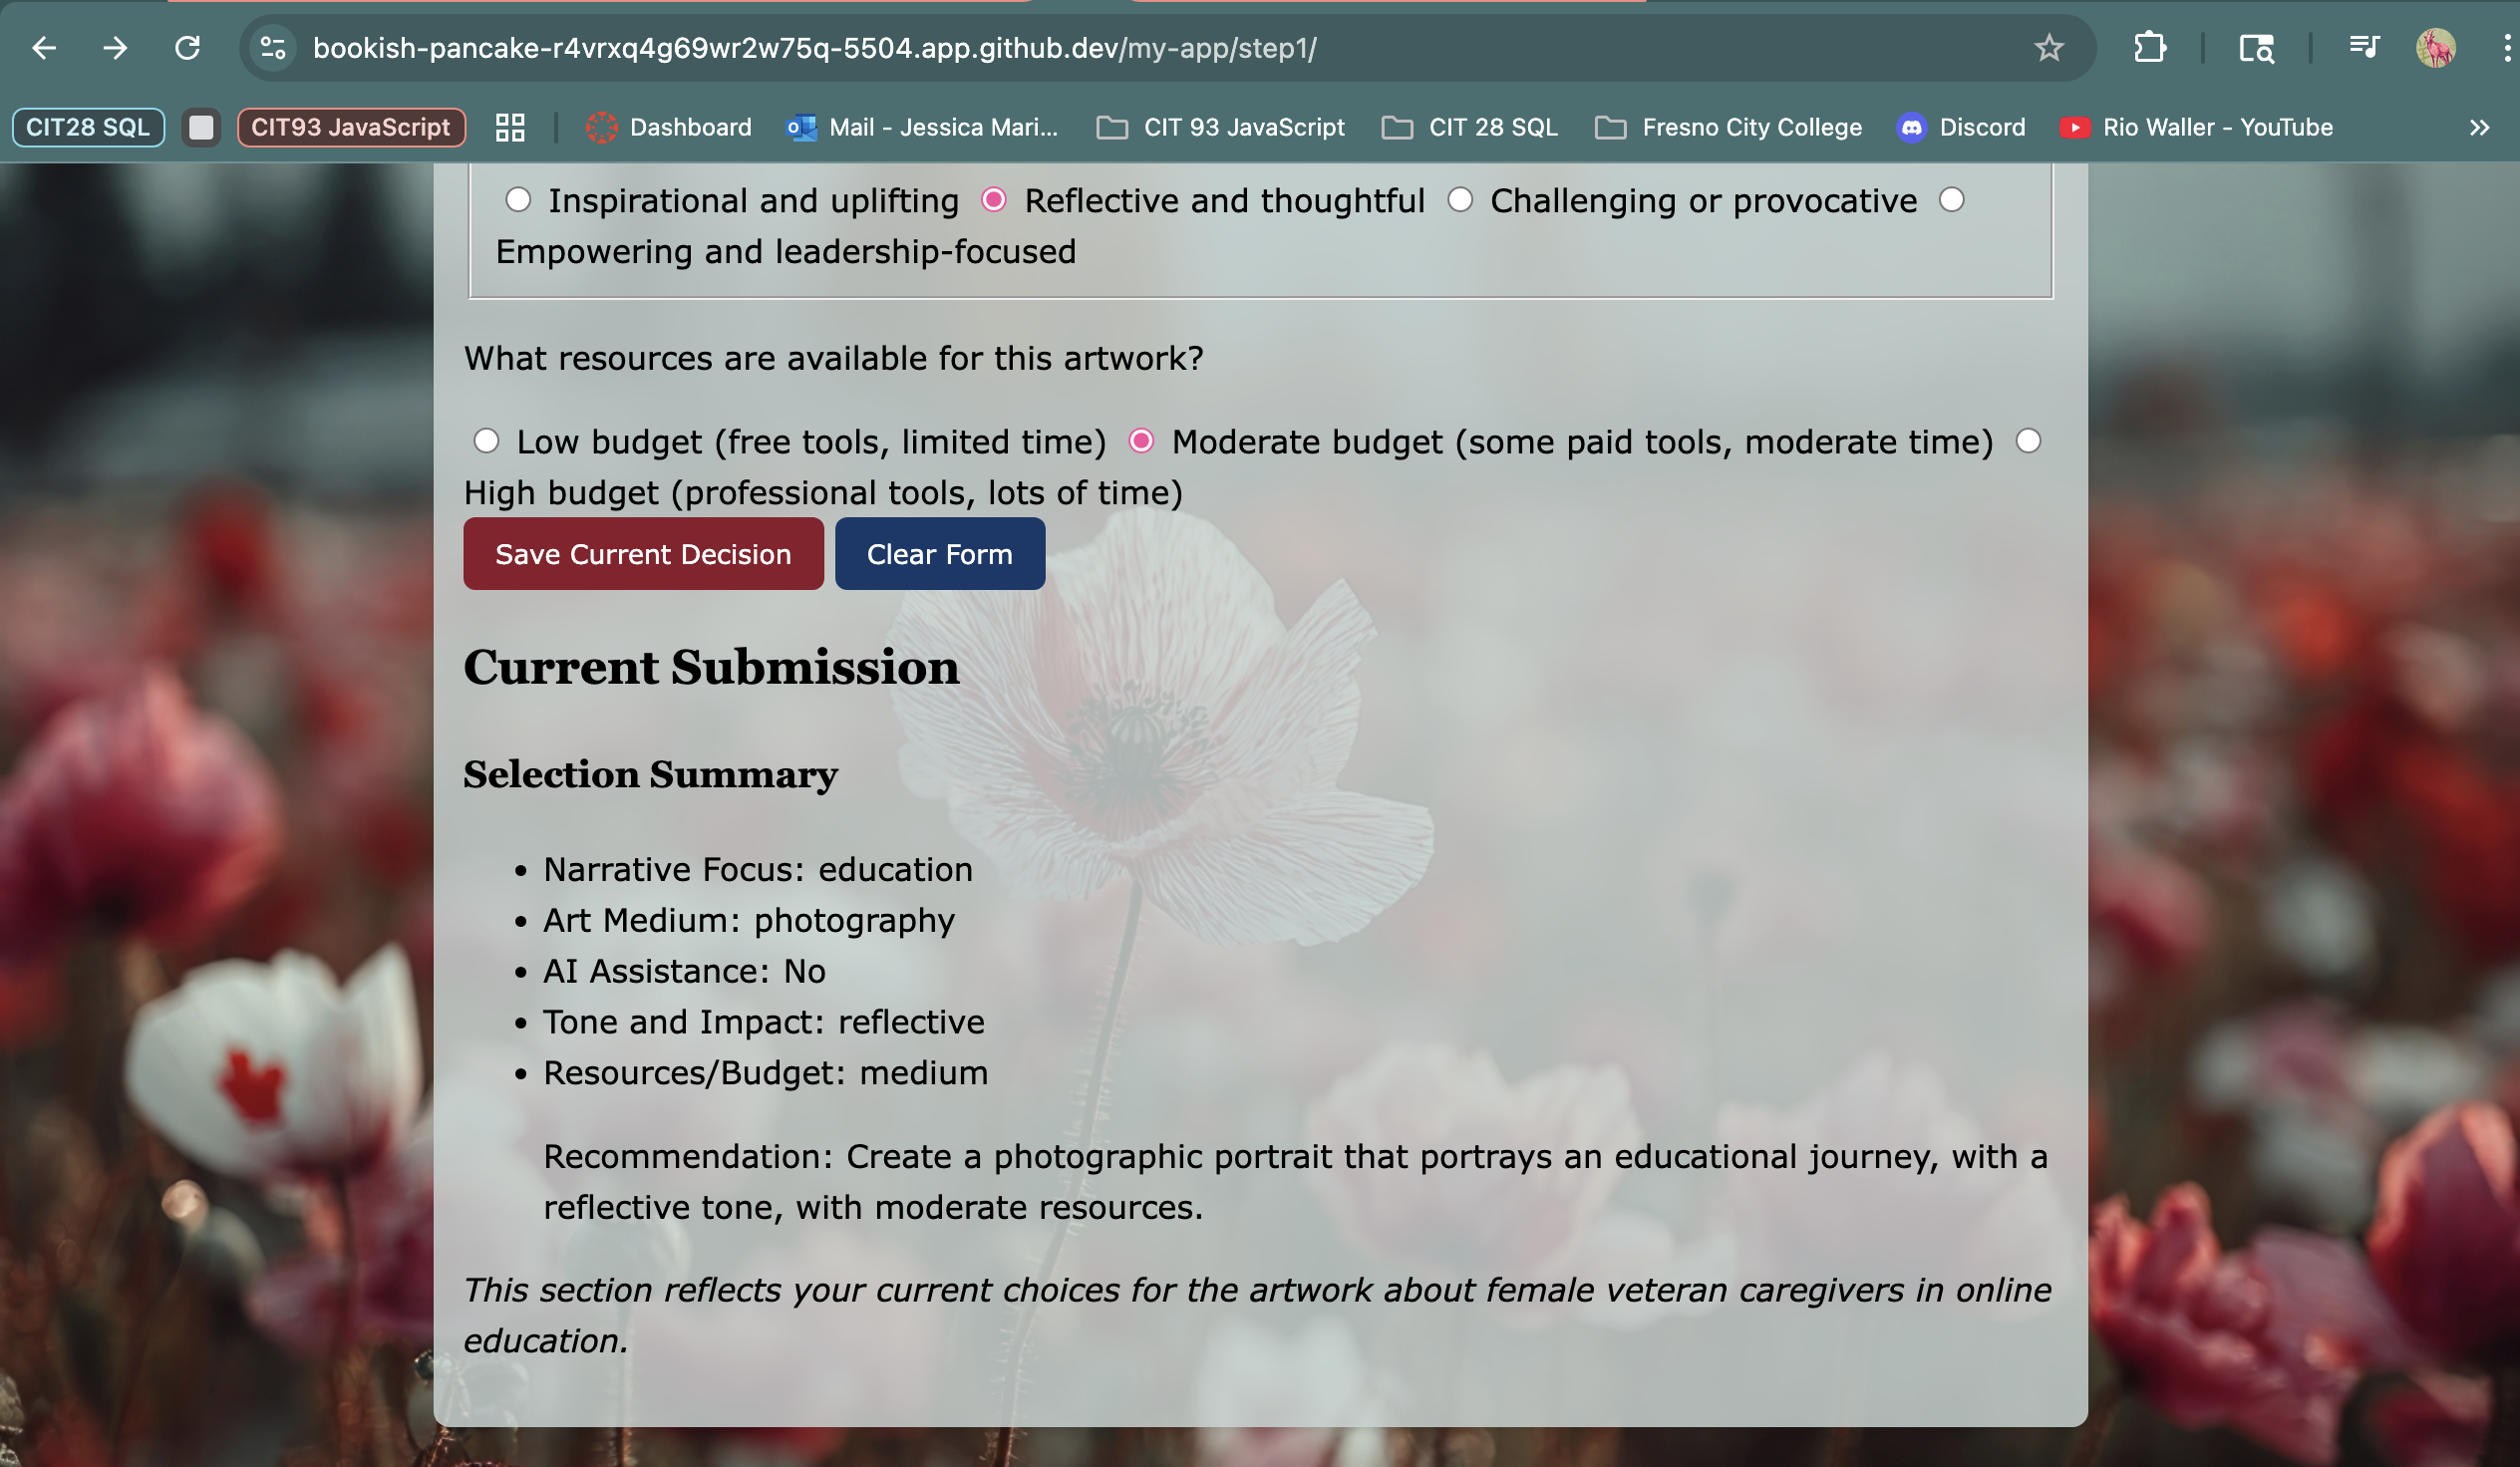 bookish-pancake-r4vrxq4g69wr2w75q-5504.app.github.dev/my-app/step1/
CIT28 SQL CIT93 JavaScript Dashboard Mail - Jessica Mari... CIT 93 JavaScript CIT 28 SQL Fresno City College Discord Rio Waller - YouTube
Inspirational and uplifting Reflective and thoughtful Challenging or provocative
Empowering and leadership-focused
What resources are available for this artwork?
Low budget (free tools, limited time) Moderate budget (some paid tools, moderate time)
High budget (professional tools, lots of time)
Save Current Decision Clear Form
Current Submission
Selection Summary
• Narrative Focus: education
• Art Medium: photography
• AI Assistance: No
• Tone and Impact: reflective
• Resources/Budget: medium
Recommendation: Create a photographic portrait that portrays an educational journey, with a
reflective tone, with moderate resources.
This section reflects your current choices for the artwork about female veteran caregivers in online
education.